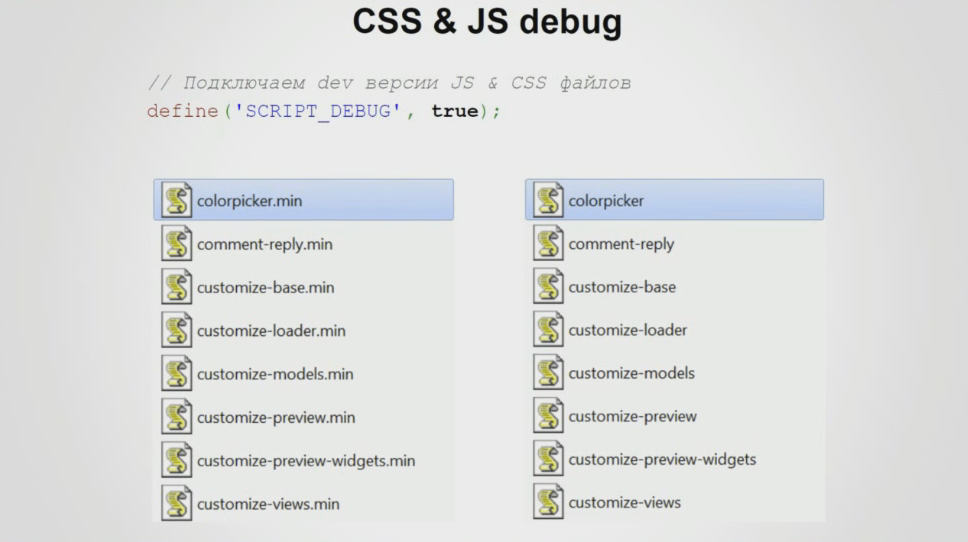 CSS & JS debug
// Подключаем dev версии JS & CSS файлов
define('SCRIPT_DEBUG', true);
colorpicker.min
comment-reply.min
customize-base.min
customize-loader.min
customize-models.min
customize-preview.min
customize-preview-widgets.min
customize-views.min
colorpicker
comment-reply
customize-base
customize-loader
customize-models
customize-preview
customize-preview-widgets
customize-views